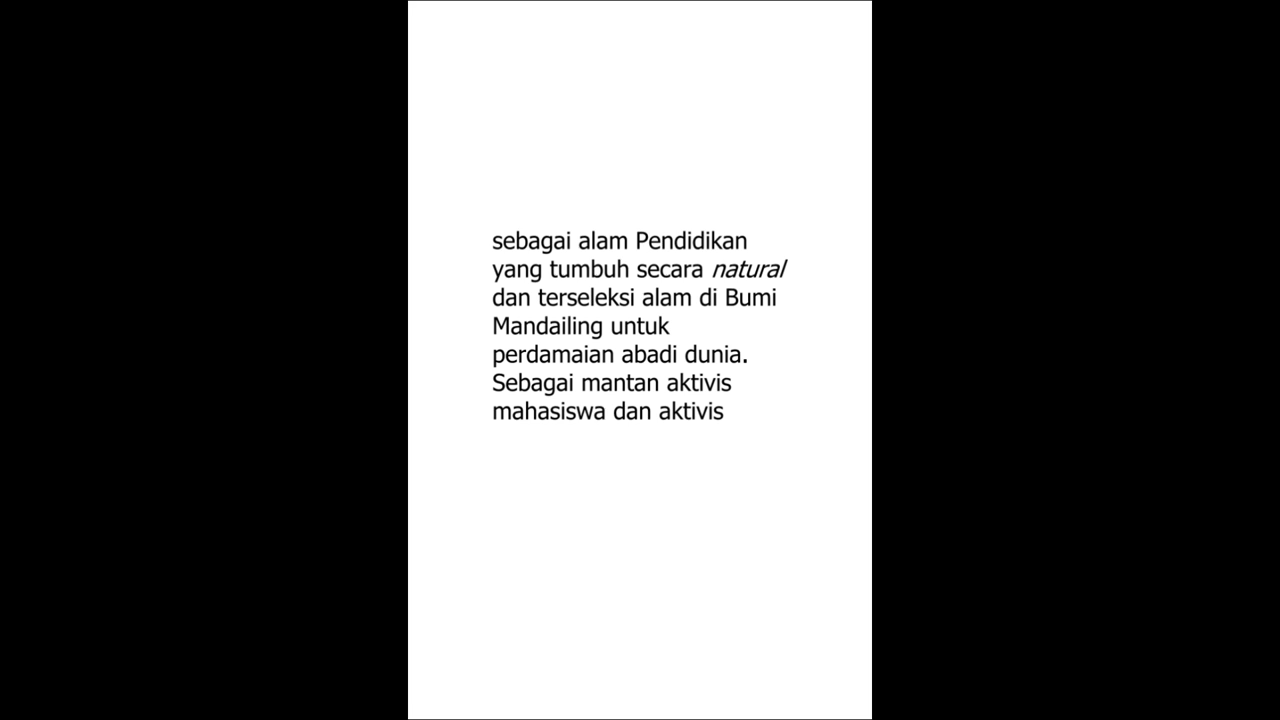 sebagai alam Pendidikan
yang tumbuh secara natural
dan terseleksi alam di Bumi
Mandailing untuk
perdamaian abadi dunia.
Sebagai mantan aktivis
mahasiswa dan aktivis